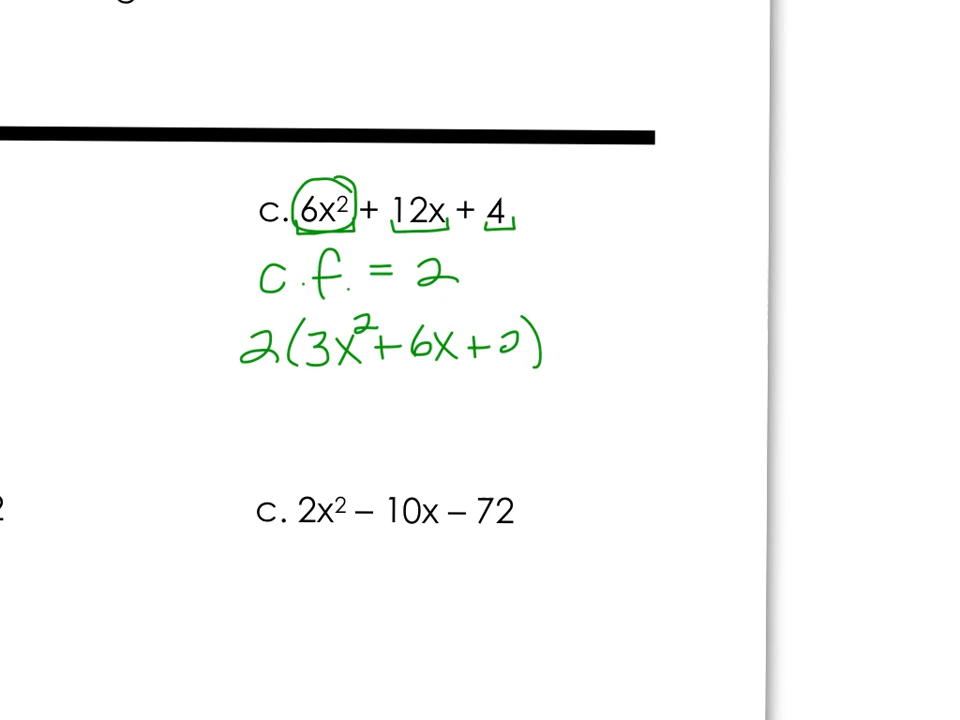 c. 6x² + 12x + 4
c.f. = 2
2(3x²+6x+2)
c. 2x² – 10x – 72